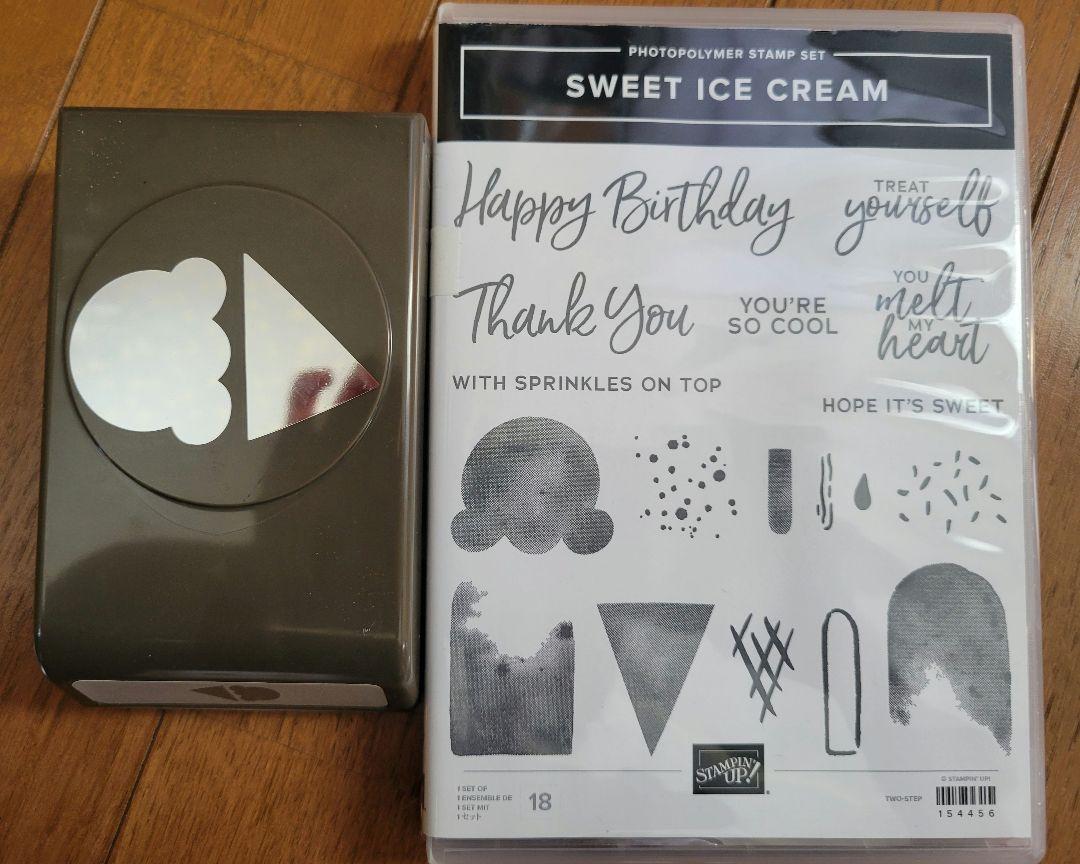 PHOTOPOLYMER STAMP SET
SWEET ICE CREAM
Happy Birthday
TREAT
yourself
Thank You
YOU'RE
SO COOL
YOU
melt
MY
heart
WITH SPRINKLES ON TOP
HOPE IT'S SWEET
STAMPIN'
UP!
1 SET OF
1 ENSEMBLE DE
1 SET MIT
1 セット
18
TWO-STEP
© STAMPIN' UP!
154456